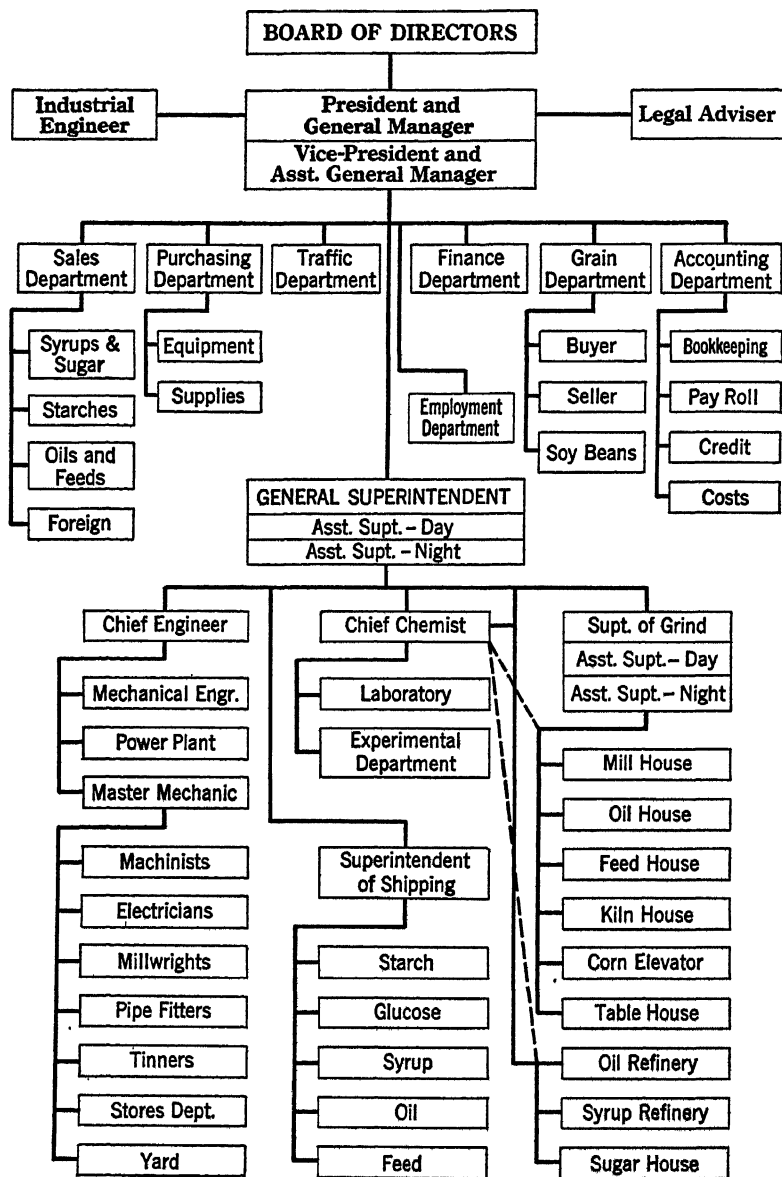 BOARD OF DIRECTORS
Industrial
Engineer
President and
General Manager
Vice-President and
Asst. General Manager
Legal Adviser
Sales
Department
Purchasing
Department
Traffic
Department
Finance
Department
Grain
Department
Accounting
Department
Syrups &
Sugar
Starches
Oils and
Feeds
Foreign
Equipment
Supplies
Employment
Department
Buyer
Seller
Soy Beans
Bookkeeping
Pay Roll
Credit
Costs
GENERAL SUPERINTENDENT
Asst. Supt. – Day
Asst. Supt. – Night
Chief Engineer
Mechanical Engr.
Power Plant
Master Mechanic
Machinists
Electricians
Millwrights
Pipe Fitters
Tinners
Stores Dept.
Yard
Chief Chemist
Laboratory
Experimental
Department
Superintendent
of Shipping
Starch
Glucose
Syrup
Oil
Feed
Supt. of Grind
Asst. Supt. – Day
Asst. Supt. – Night
Mill House
Oil House
Feed House
Kiln House
Corn Elevator
Table House
Oil Refinery
Syrup Refinery
Sugar House